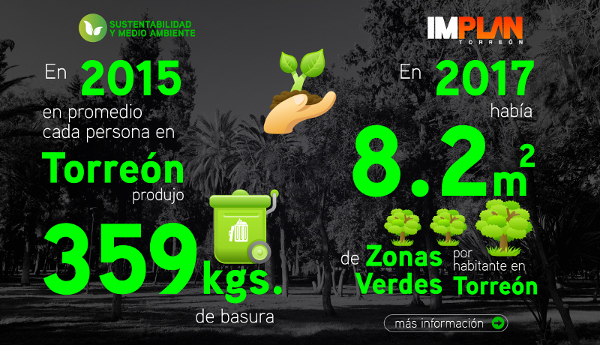 SUSTENTABILIDAD
Y MEDIO AMBIENTE
IMPLAN
TORREÓN
En 2015
en promedio
cada persona en
Torreón
produjo
359 kgs.
de basura
En 2017
había
8.2 m²
de Zonas Verdes
por habitante en Torreón
más información